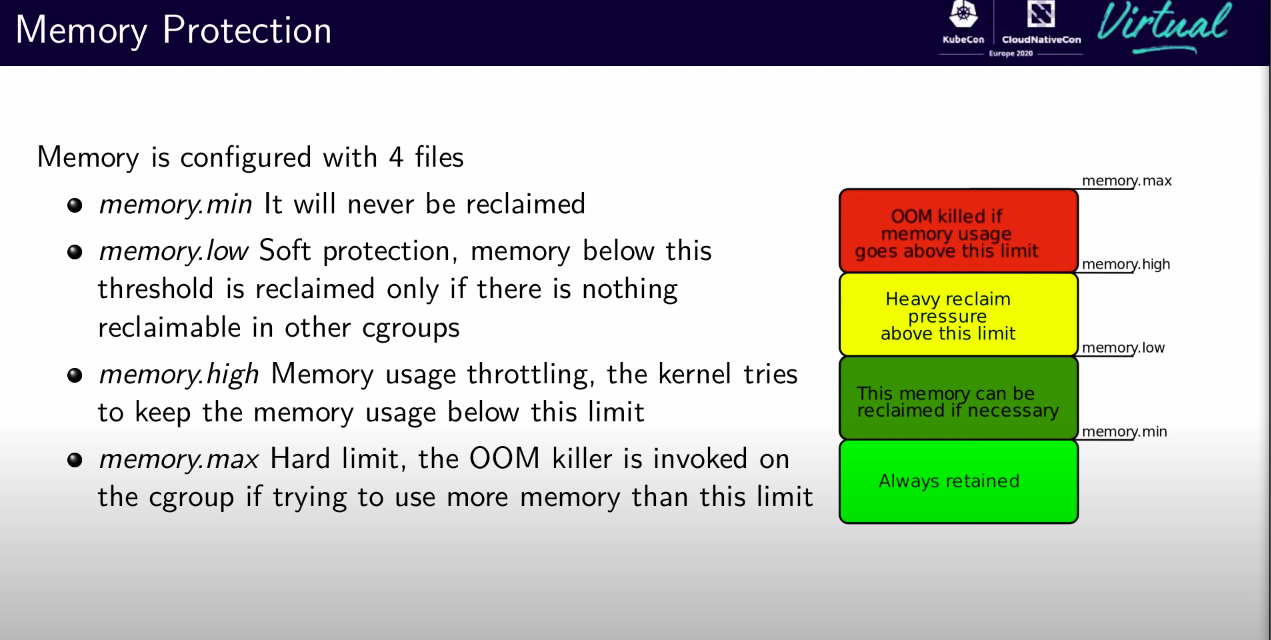 Memory Protection
KubeCon
CloudNativeCon
Europe 2020
Virtual
Memory is configured with 4 files
memory.min It will never be reclaimed
memory.low Soft protection, memory below this
threshold is reclaimed only if there is nothing
reclaimable in other cgroups
memory.high Memory usage throttling, the kernel tries
to keep the memory usage below this limit
memory.max Hard limit, the OOM killer is invoked on
the cgroup if trying to use more memory than this limit
memory.max
OOM killed if
memory usage
goes above this limit
memory.high
Heavy reclaim
pressure
above this limit
memory.low
This memory can be
reclaimed if necessary
memory.min
Always retained